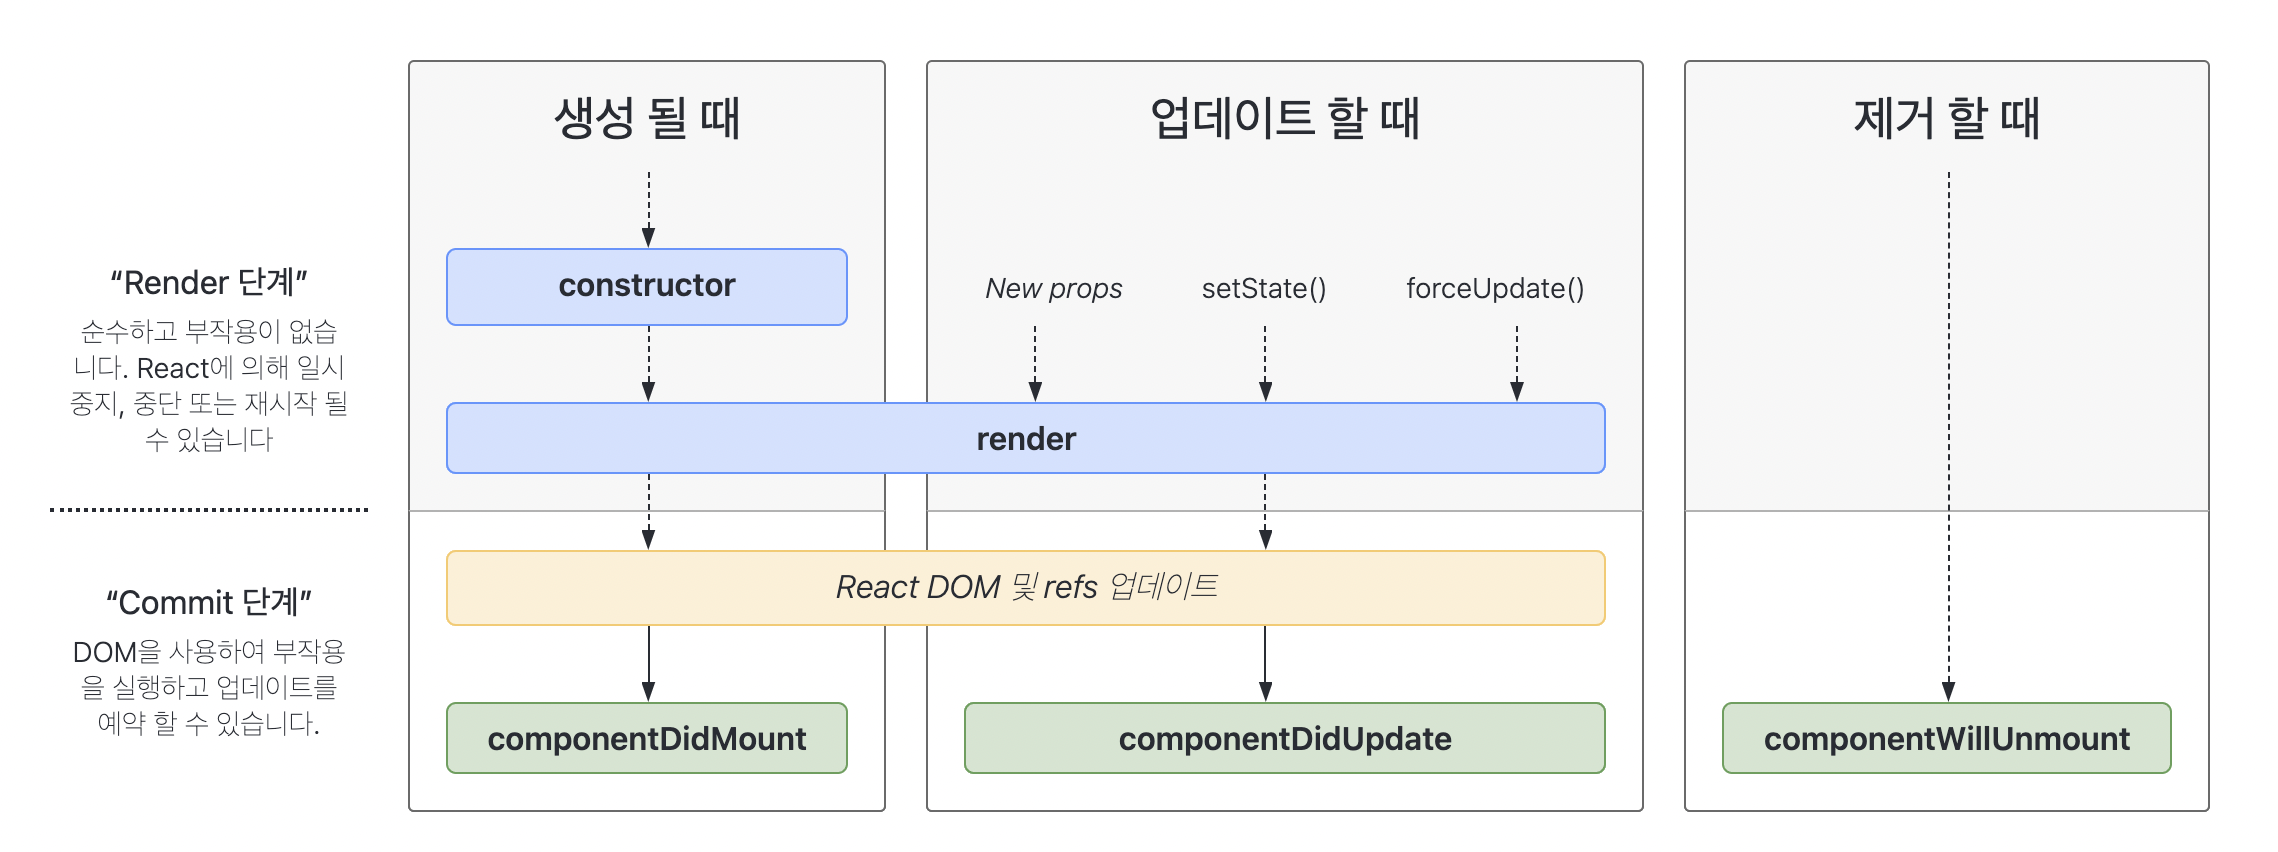 생성 될 때
업데이트 할 때
제거 할 때
“Render 단계”
순수하고 부작용이 없습
니다. React에 의해 일시
중지, 중단 또는 재시작 될
수 있습니다
constructor
New props
setState()
forceUpdate()
render
“Commit 단계”
DOM을 사용하여 부작용
을 실행하고 업데이트를
예약 할 수 있습니다.
React DOM 및 refs 업데이트
componentDidMount
componentDidUpdate
componentWillUnmount